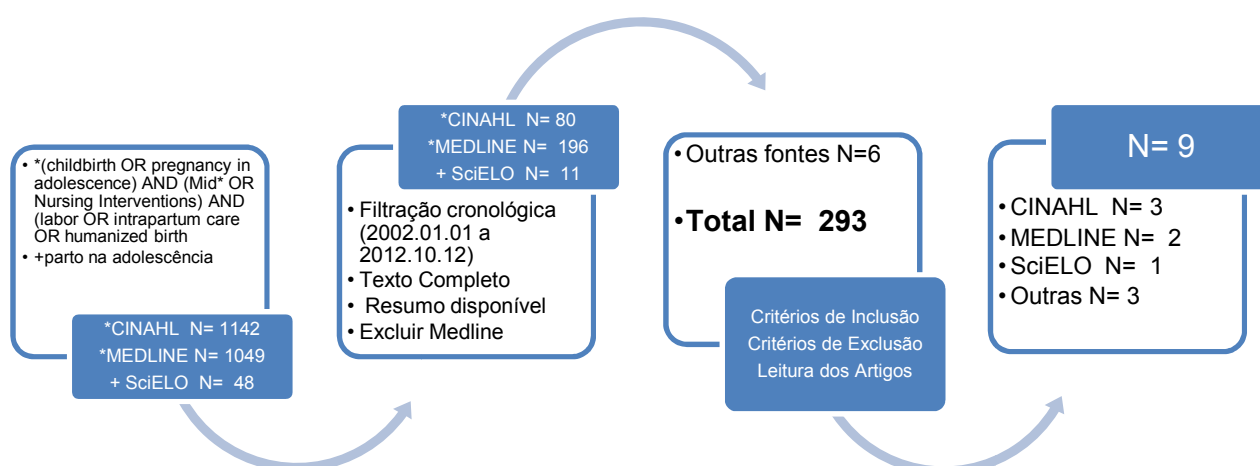 • *(childbirth OR pregnancy in
adolescence) AND (Mid* OR
Nursing Interventions) AND
(labor OR intrapartum care
OR humanized birth
• +parto na adolescência
*CINAHL N= 1142
*MEDLINE N= 1049
+ SciELO N= 48
*CINAHL N= 80
*MEDLINE N= 196
+ SciELO N= 11
• Filtração cronológica
(2002.01.01 a
2012.10.12)
• Texto Completo
• Resumo disponível
• Excluir Medline
• Outras fontes N=6
• Total N= 293
Critérios de Inclusão
Critérios de Exclusão
Leitura dos Artigos
N= 9
• CINAHL N= 3
• MEDLINE N= 2
• SciELO N= 1
• Outras N= 3